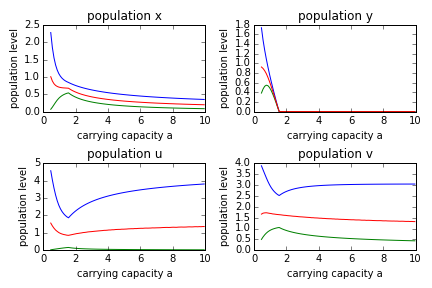 population x
population level
2.5
2.0
1.5
1.0
0.5
0.0
0 2 4 6 8 10
carrying capacity a
population y
population level
1.8
1.6
1.4
1.2
1.0
0.8
0.6
0.4
0.2
0.0
0 2 4 6 8 10
carrying capacity a
population u
population level
5
4
3
2
1
0
0 2 4 6 8 10
carrying capacity a
population v
population level
4.0
3.5
3.0
2.5
2.0
1.5
1.0
0.5
0.0
0 2 4 6 8 10
carrying capacity a